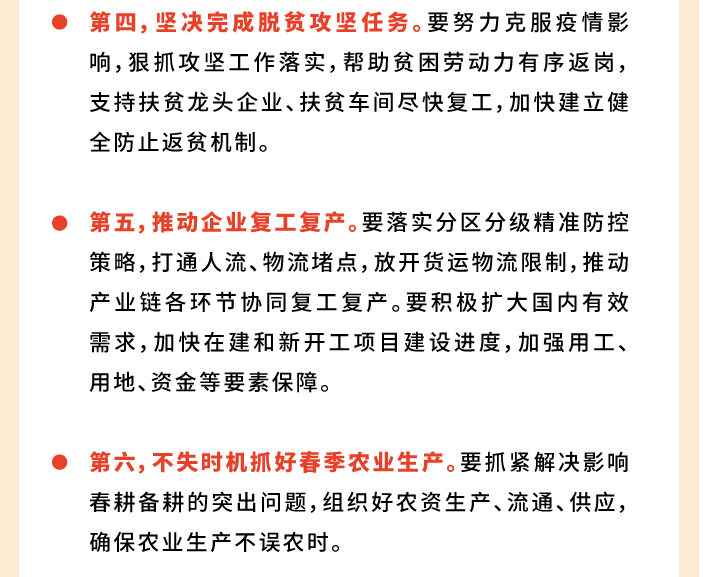 第四，坚决完成脱贫攻坚任务。要努力克服疫情影
响，狠抓攻坚工作落实，帮助贫困劳动力有序返岗，
支持扶贫龙头企业、扶贫车间尽快复工，加快建立健
全防止返贫机制。
第五，推动企业复工复产。要落实分区分级精准防控
策略，打通人流、物流堵点，放开货运物流限制，推动
产业链各环节协同复工复产。要积极扩大国内有效
需求，加快在建和新开工项目建设进度，加强用工、
用地、资金等要素保障。
第六，不失时机抓好春季农业生产。要抓紧解决影响
春耕备耕的突出问题，组织好农资生产、流通、供应，
确保农业生产不误农时。